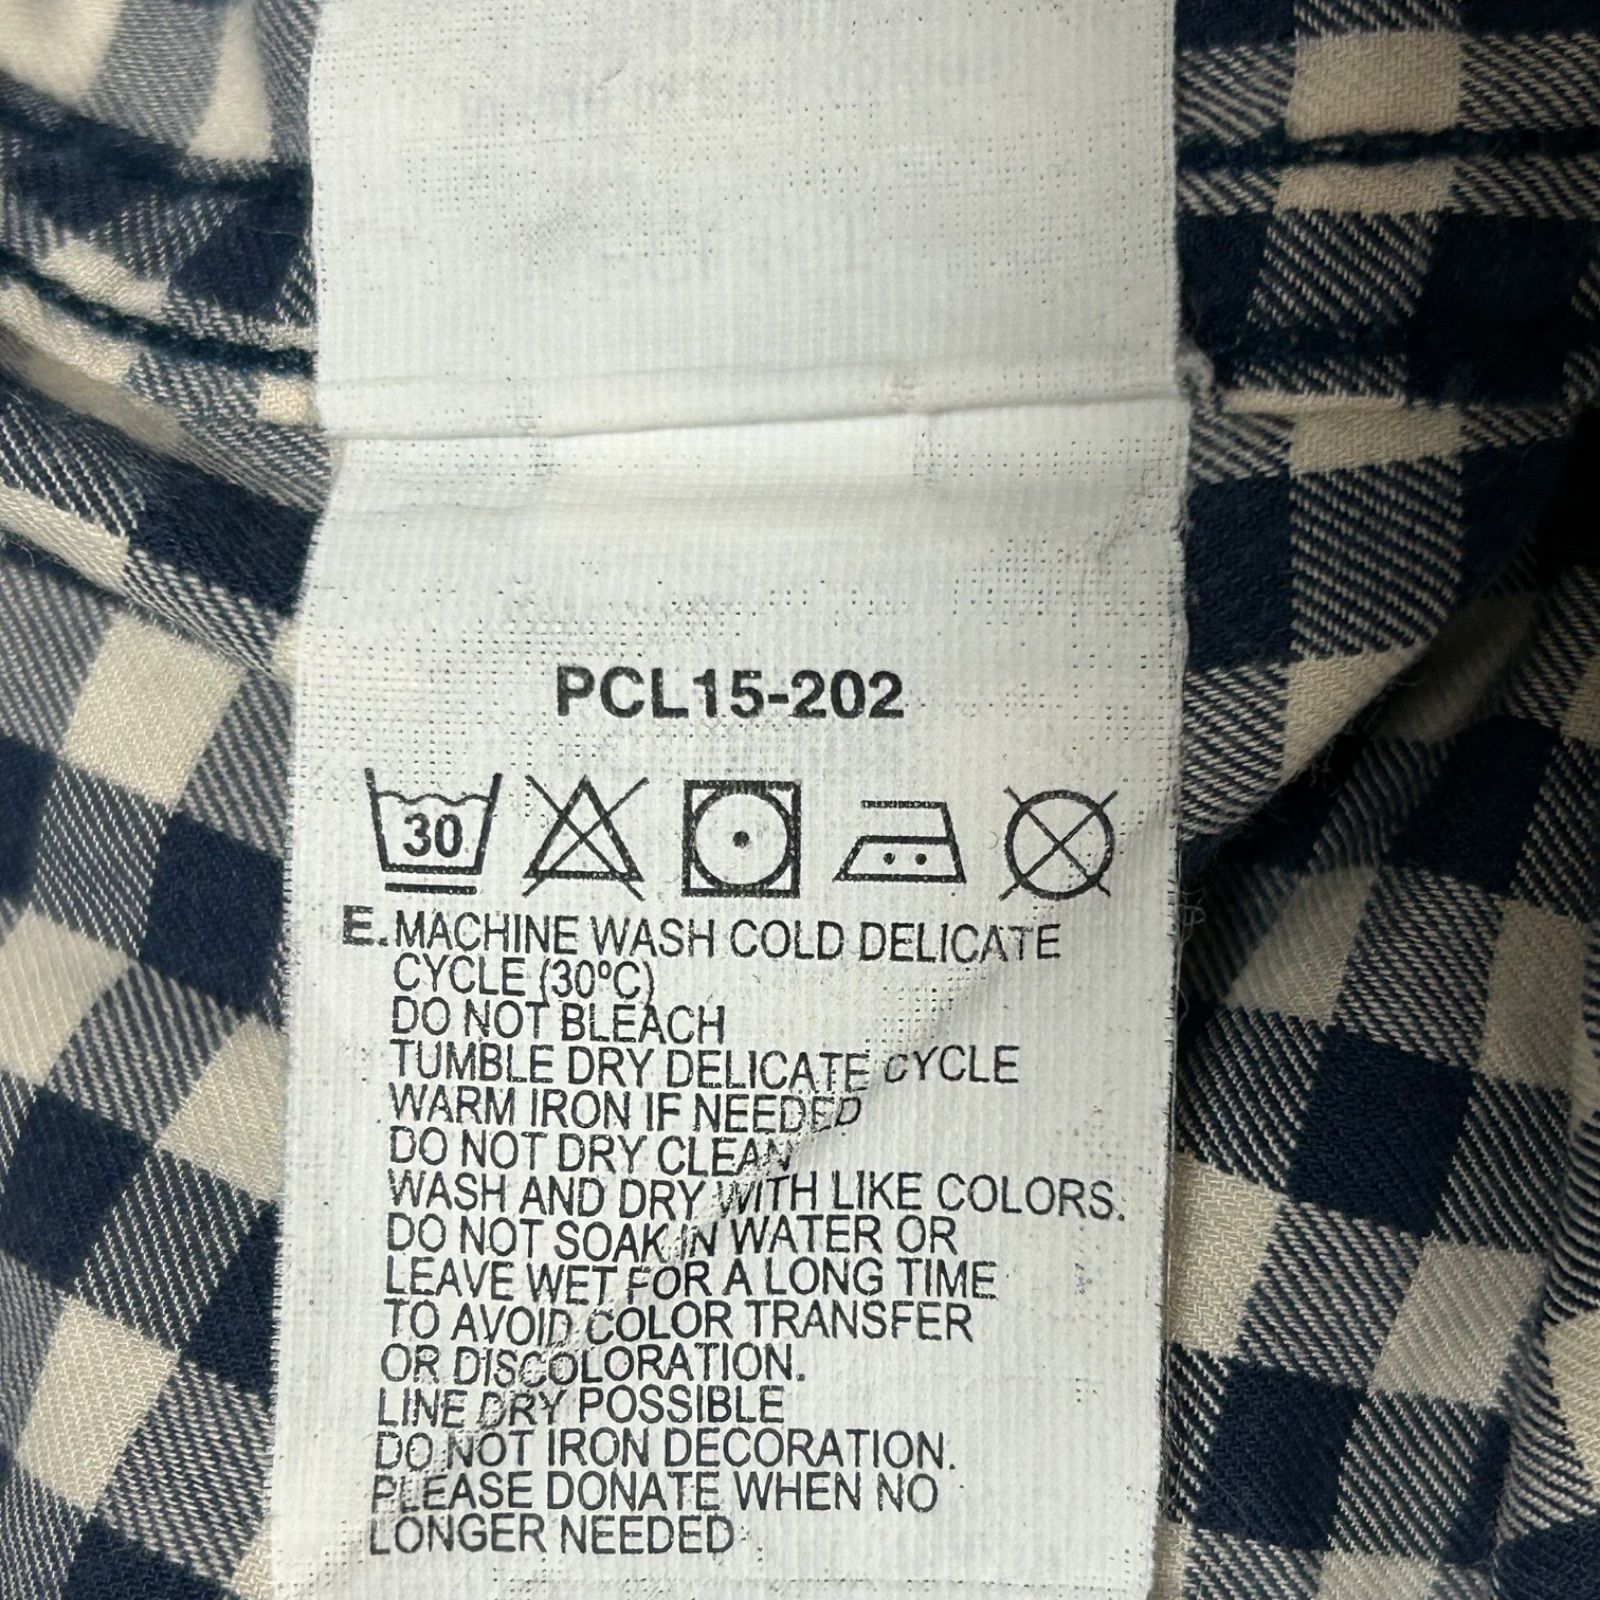 PCL15-202
30
E. MACHINE WASH COLD DELICATE
CYCLE (30ºC)
DO NOT BLEACH
TUMBLE DRY DELICATE CYCLE
WARM IRON IF NEEDED
DO NOT DRY CLEAN
WASH AND DRY WITH LIKE COLORS.
DO NOT SOAK IN WATER OR
LEAVE WET FOR A LONG TIME
TO AVOID COLOR TRANSFER
OR DISCOLORATION.
LINE DRY POSSIBLE
DO NOT IRON DECORATION.
PLEASE DONATE WHEN NO
LONGER NEEDED